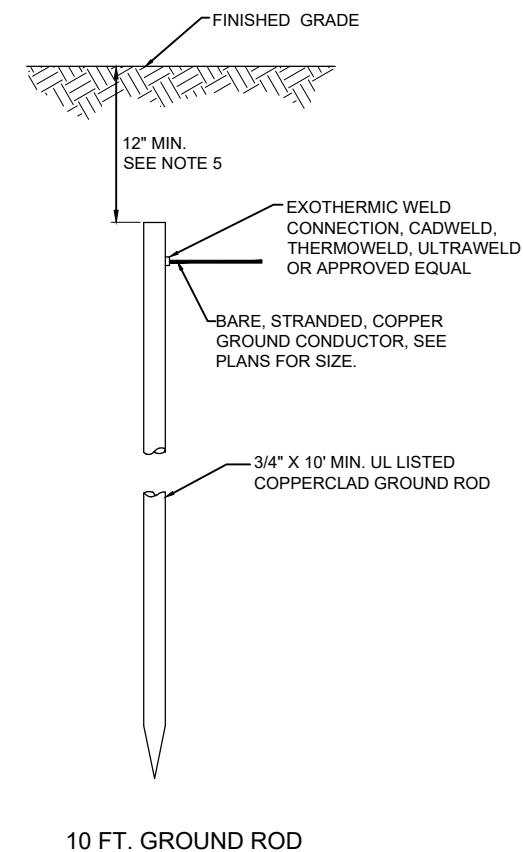 FINISHED GRADE
12" MIN.
SEE NOTE 5
EXOTHERMIC WELD
CONNECTION, CADWELD,
THERMOWELD, ULTRAWELD
OR APPROVED EQUAL
BARE, STRANDED, COPPER
GROUND CONDUCTOR, SEE
PLANS FOR SIZE.
3/4" X 10' MIN. UL LISTED
COPPERCLAD GROUND ROD
10 FT. GROUND ROD